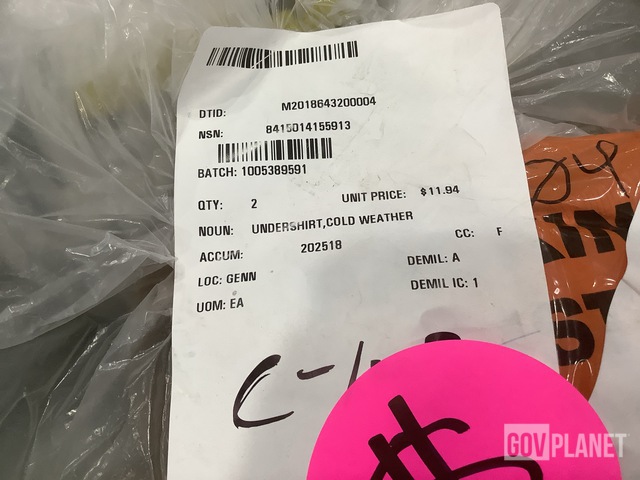 DTID: M2018643200004
NSN: 8415014155913
BATCH: 1005389591
QTY: 2 UNIT PRICE: $11.94
NOUN: UNDERSHIRT,COLD WEATHER
ACCUM: 202518 CC: F
LOC: GENN DEMIL: A
UOM: EA DEMIL IC: 1
GOVPLANET